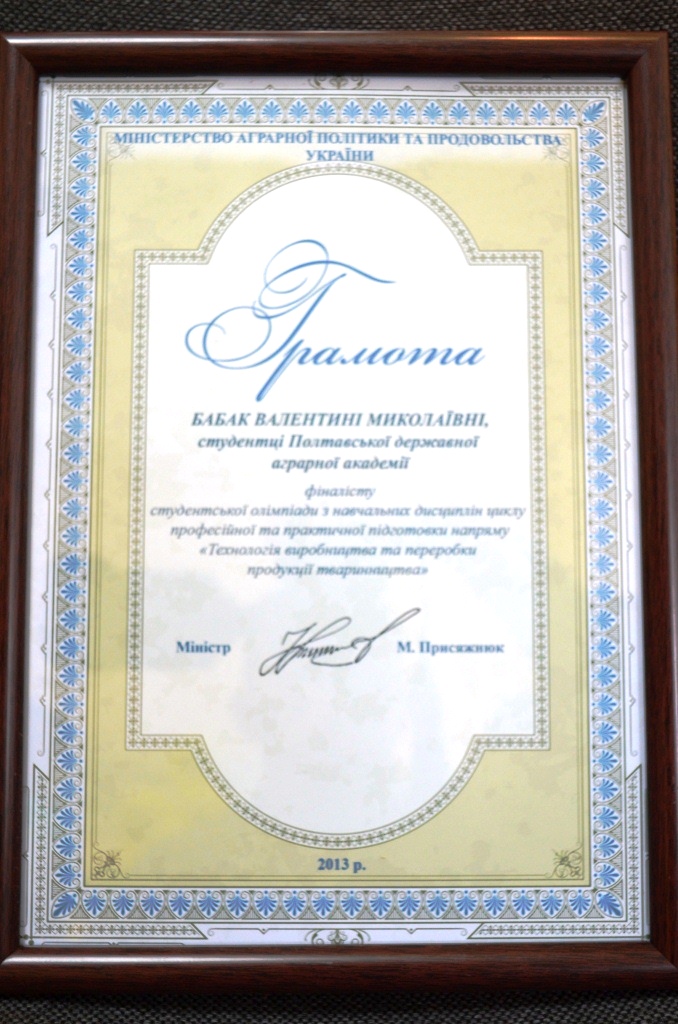 МІНІСТЕРСТВО АГРАРНОЇ ПОЛІТИКИ ТА ПРОДОВОЛЬСТВА
УКРАЇНИ
Грамота
БАБАК ВАЛЕНТИНІ МИКОЛАЇВНІ,
студентці Полтавської державної
аграрної академії
фіналісту
студентської олімпіади з навчальних дисциплін циклу
професійної та практичної підготовки напряму
«Технологія виробництва та переробки
продукції тваринництва»
Міністр М. Присяжнюк
2013 р.